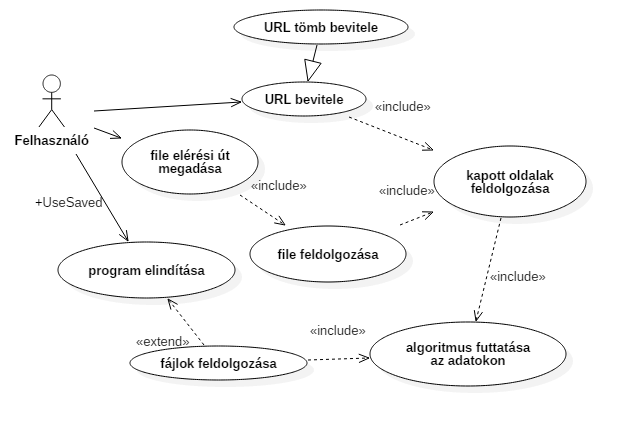 URL tömb bevitele
URL bevitele
«include»
Felhasználó
file elérési út
megadása
kapott oldalak
feldolgozása
«include»
«include»
+UseSaved
file feldolgozása
program elindítása
«include»
«include»
«extend»
algoritmus futtatása
az adatokon
fájlok feldolgozása